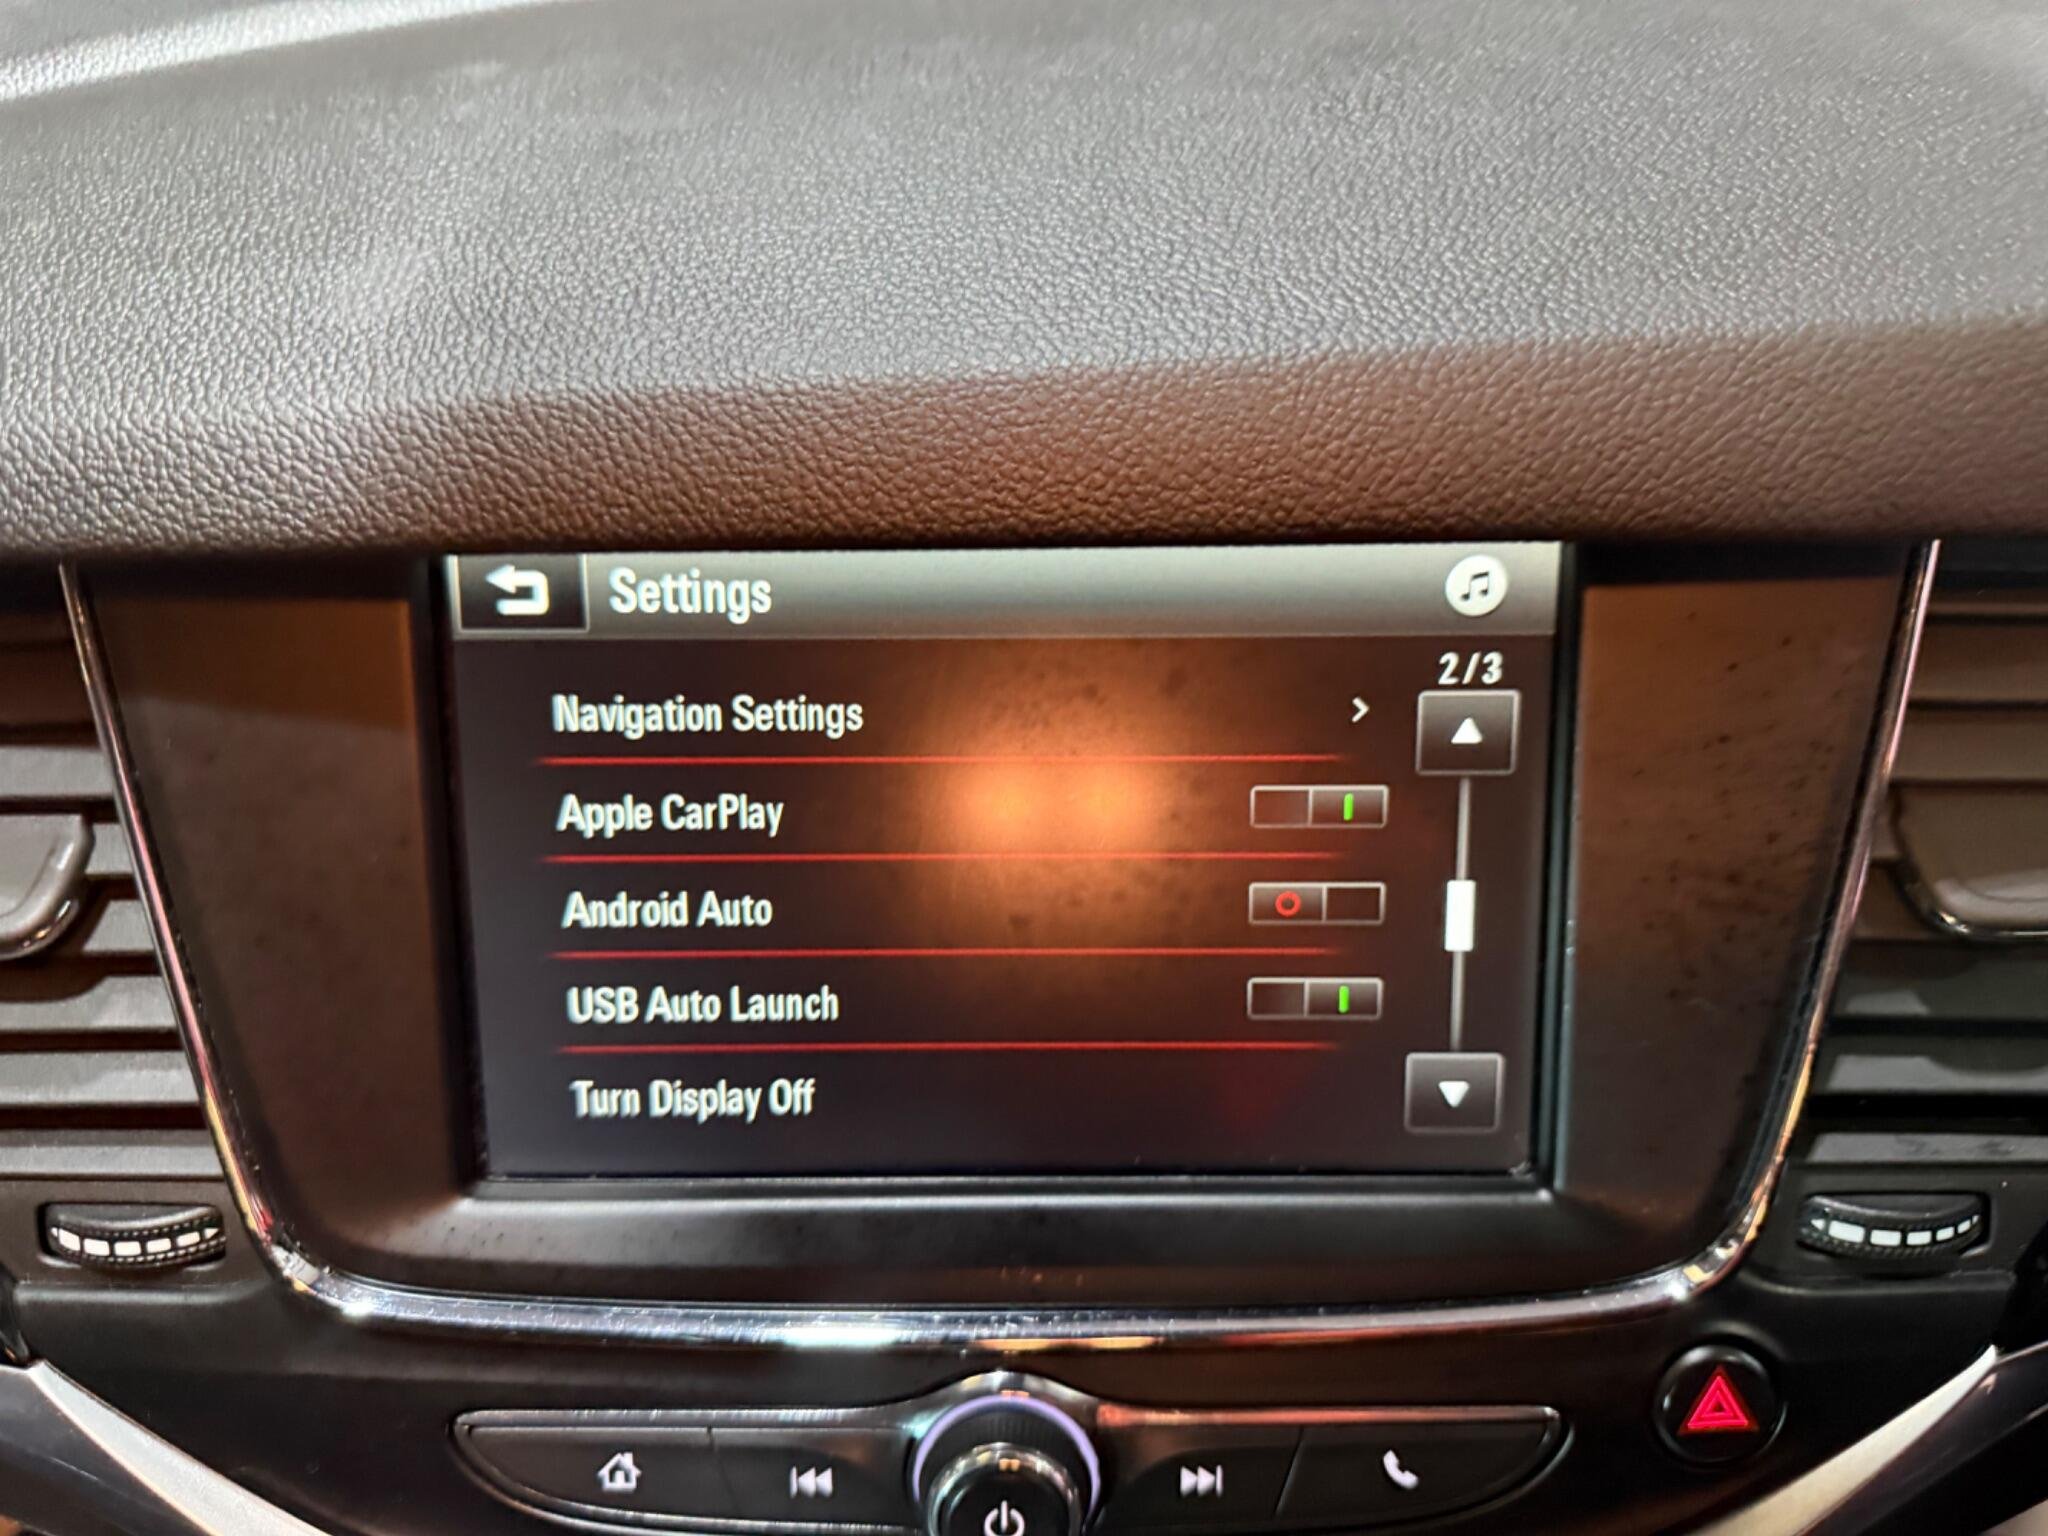 Settings
2/3
Navigation Settings
Apple CarPlay
Android Auto
USB Auto Launch
Turn Display Off